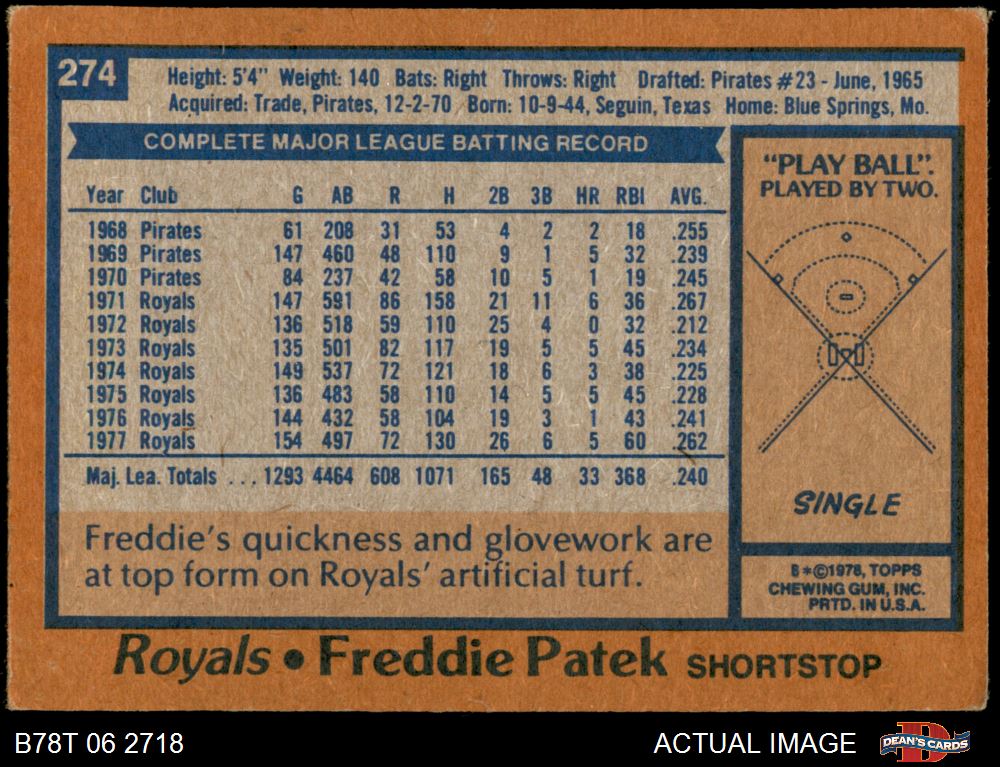 274
Height: 5'4" Weight: 140 Bats: Right Throws: Right Drafted: Pirates #23 - June, 1965
Acquired: Trade, Pirates, 12-2-70 Born: 10-9-44, Seguin, Texas Home: Blue Springs, Mo.
COMPLETE MAJOR LEAGUE BATTING RECORD
Year Club G AB R H 2B 3B HR RBI AVG.
1968 Pirates 61 208 31 53 4 2 2 18 .255
1969 Pirates 147 460 48 110 9 1 5 32 .239
1970 Pirates 84 237 42 58 10 5 1 19 .245
1971 Royals 147 591 86 158 21 11 6 36 .267
1972 Royals 136 518 59 110 25 4 0 32 .212
1973 Royals 135 501 82 117 19 5 5 45 .234
1974 Royals 149 537 72 121 18 6 3 38 .225
1975 Royals 136 483 58 110 14 5 5 45 .228
1976 Royals 144 432 58 104 19 3 1 43 .241
1977 Royals 154 497 72 130 26 6 5 60 .262
Maj. Lea. Totals ... 1293 4464 608 1071 165 48 33 368 .240
Freddie's quickness and glovework are
at top form on Royals' artificial turf.
"PLAY BALL".
PLAYED BY TWO.
SINGLE
B*©1978, TOPPS
CHEWING GUM, INC.
PRTD. IN U.S.A.
Royals • Freddie Patek SHORTSTOP
B78T 06 2718
ACTUAL IMAGE
D
DEAN'S CARDS